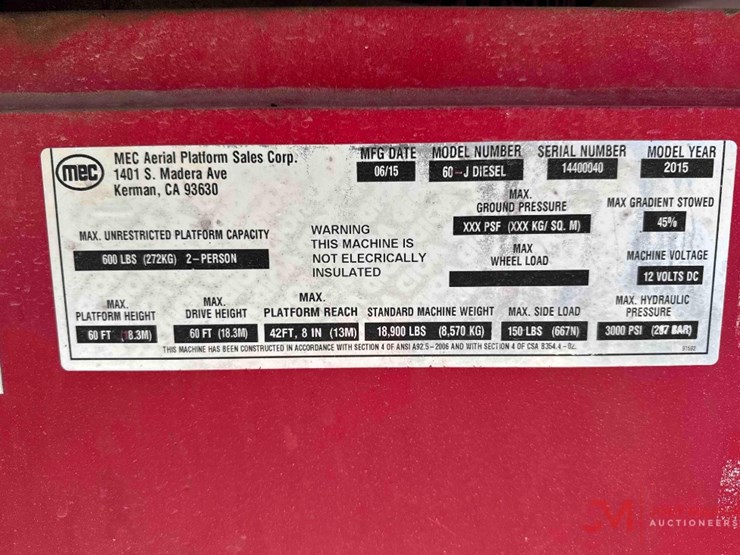 mec
MEC Aerial Platform Sales Corp.
1401 S. Madera Ave
Kerman, CA 93630
MFG DATE
06/15
MODEL NUMBER
60-J DIESEL
SERIAL NUMBER
14400040
MODEL YEAR
2015
MAX. UNRESTRICTED PLATFORM CAPACITY
600 LBS (272KG) 2-PERSON
WARNING
THIS MACHINE IS
NOT ELECRICALLY
INSULATED
MAX.
GROUND PRESSURE
XXX PSF (XXX KG/ SQ. M)
MAX
WHEEL LOAD
MAX GRADIENT STOWED
45%
MACHINE VOLTAGE
12 VOLTS DC
MAX.
PLATFORM HEIGHT
60 FT (18.3M)
MAX.
DRIVE HEIGHT
60 FT (18.3M)
MAX.
PLATFORM REACH
42FT, 8 IN (13M)
STANDARD MACHINE WEIGHT
18,900 LBS (8,570 KG)
MAX. SIDE LOAD
150 LBS (667N)
MAX. HYDRAULIC
PRESSURE
3000 PSI (207 BAR)
THIS MACHINE HAS BEEN CONSTRUCTED IN ACCORDANCE WITH SECTION 4 OF ANSI A92.5-2006 AND WITH SECTION 4 OF CSA B354.4-02.
AUCTIONEERS